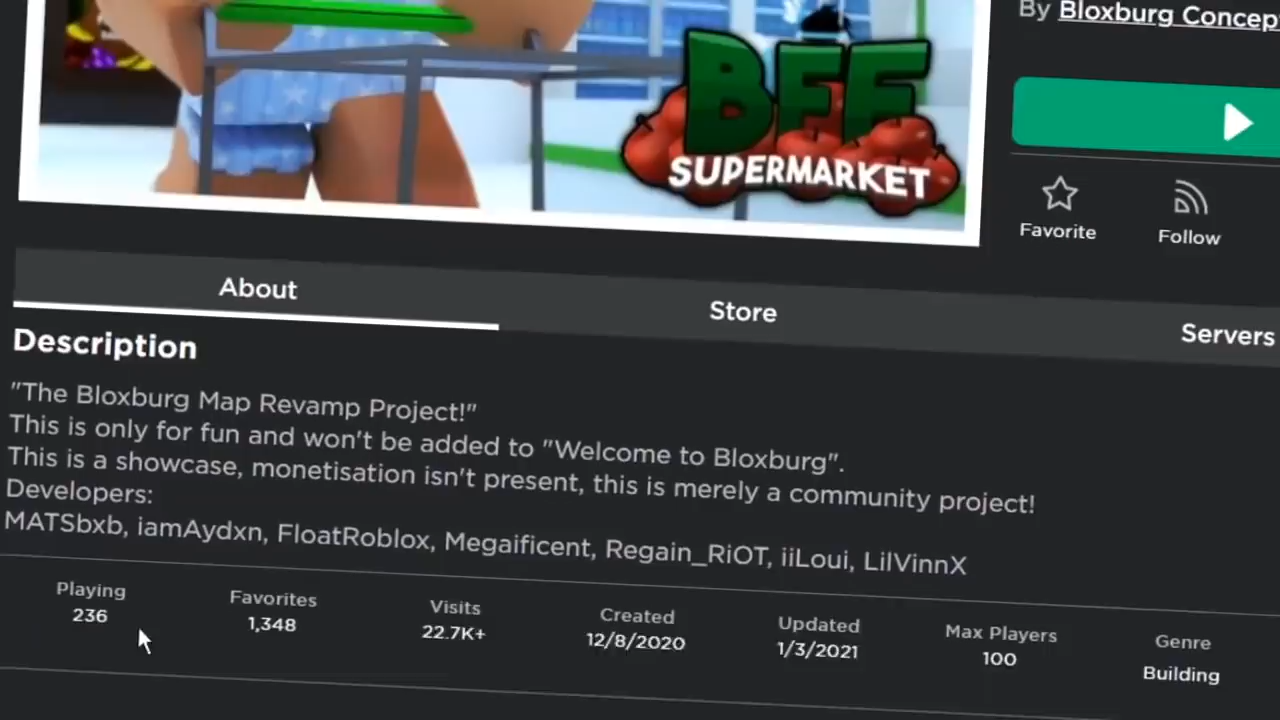 By Bloxburg Concep
BFF
SUPERMARKET
Favorite
Follow
About
Store
Servers
Description
"The Bloxburg Map Revamp Project!"
This is only for fun and won't be added to "Welcome to Bloxburg".
This is a showcase, monetisation isn't present, this is merely a community project!
Developers:
MATSbxb, iamAydxn, FloatRoblox, Megaificent, Regain_RiOT, iiLoui, LilVinnX
Playing
236
Favorites
1,348
Visits
22.7K+
Created
12/8/2020
Updated
1/3/2021
Max Players
100
Genre
Building